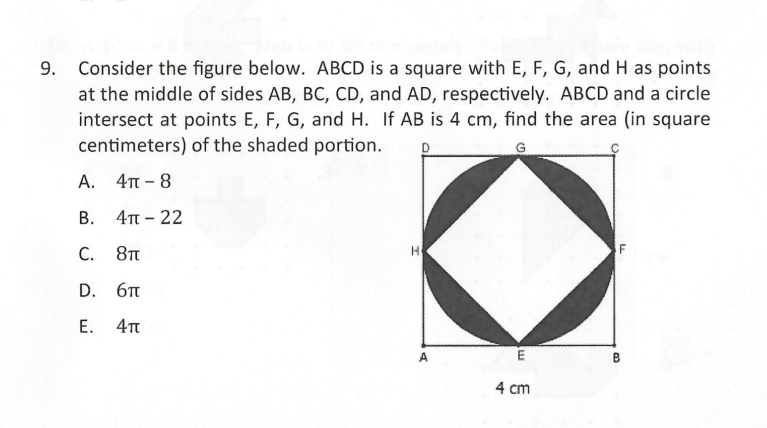 9. Consider the figure below. ABCD is a square with E, F, G, and H as points
at the middle of sides AB, BC, CD, and AD, respectively. ABCD and a circle
intersect at points E, F, G, and H. If AB is 4 cm, find the area (in square
centimeters) of the shaded portion.
A. 4π – 8
B. 4π – 22
C. 8π
D. 6π
E. 4π
D G C
H F
A E B
4 cm